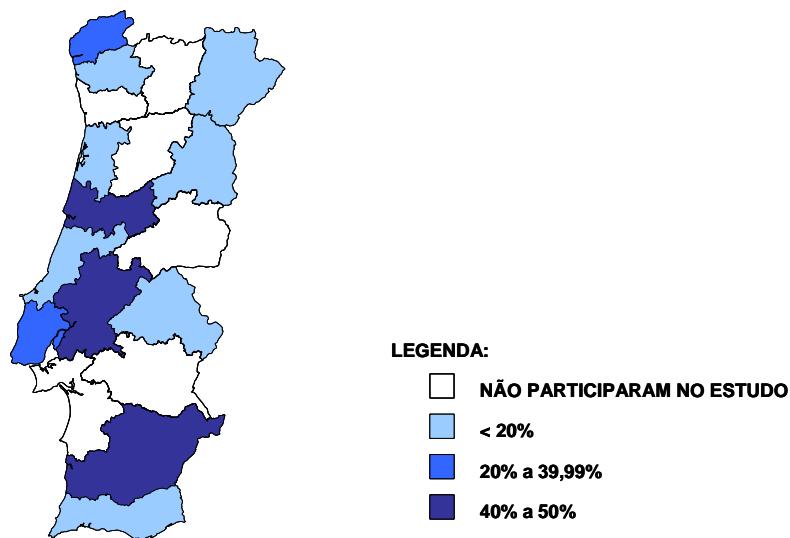 LEGENDA:
NÃO PARTICIPARAM NO ESTUDO
< 20%
20% a 39,99%
40% a 50%